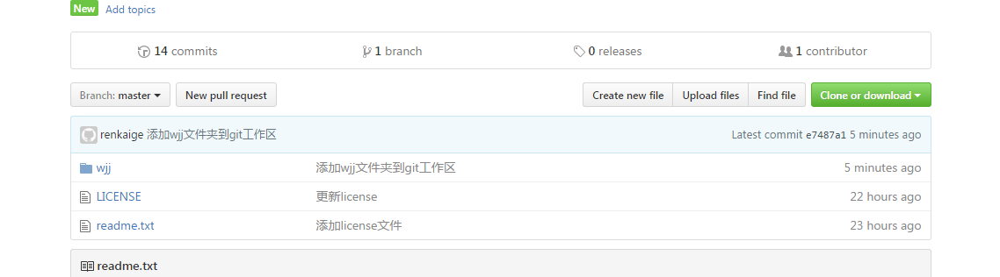 New Add topics
14 commits 1 branch 0 releases 1 contributor
Branch: master New pull request Create new file Upload files Find file Clone or download
renkaige 添加wjj文件夹到git工作区 Latest commit e7487a1 5 minutes ago
wjj 添加wjj文件夹到git工作区 5 minutes ago
LICENSE 更新license 22 hours ago
readme.txt 添加license文件 23 hours ago
readme.txt